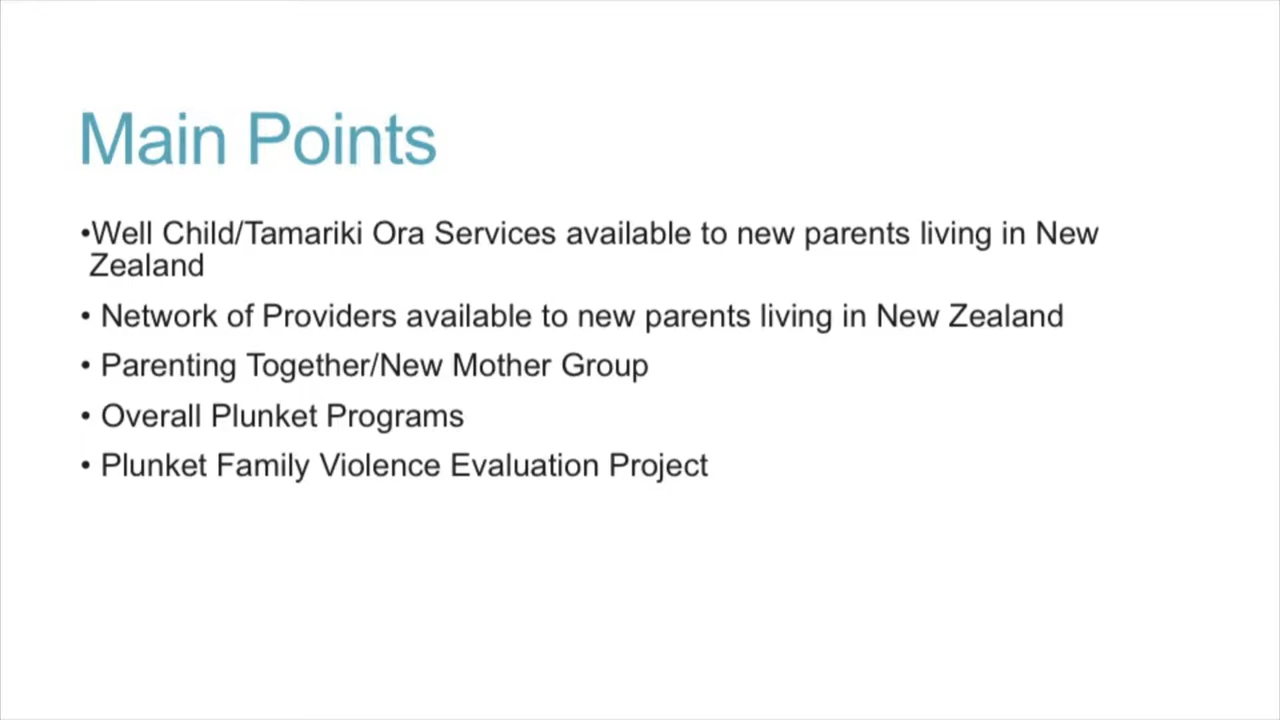 Main Points
•Well Child/Tamariki Ora Services available to new parents living in New
Zealand
• Network of Providers available to new parents living in New Zealand
• Parenting Together/New Mother Group
• Overall Plunket Programs
• Plunket Family Violence Evaluation Project